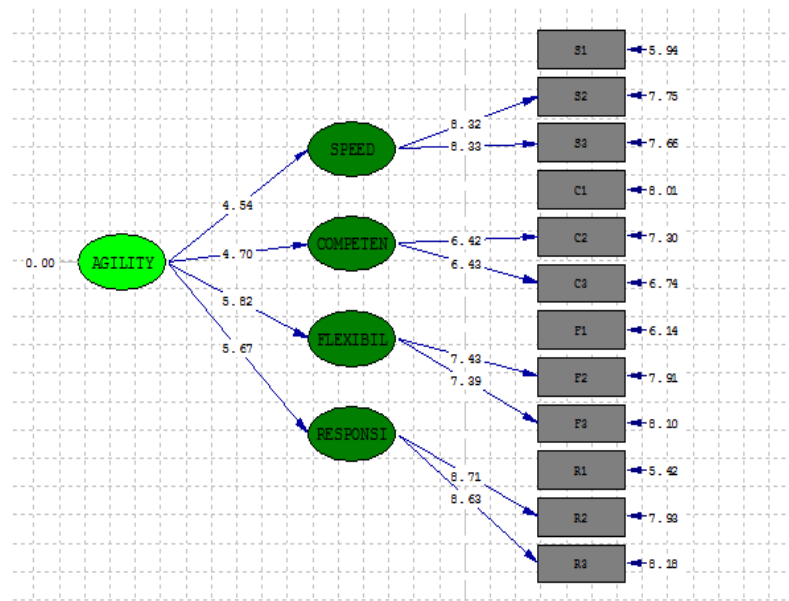 S1
5.94
S2
7.75
8.32
S3
7.66
SPEED
8.33
C1
8.01
4.54
C2
7.30
COMPETEN
6.42
4.70
6.43
0.00
AGILITY
C3
6.74
5.82
F1
6.14
FLEXIBIL
5.67
7.43
F2
7.91
7.39
F3
8.10
RESPONSI
R1
5.42
8.71
8.63
R2
7.93
R3
8.18